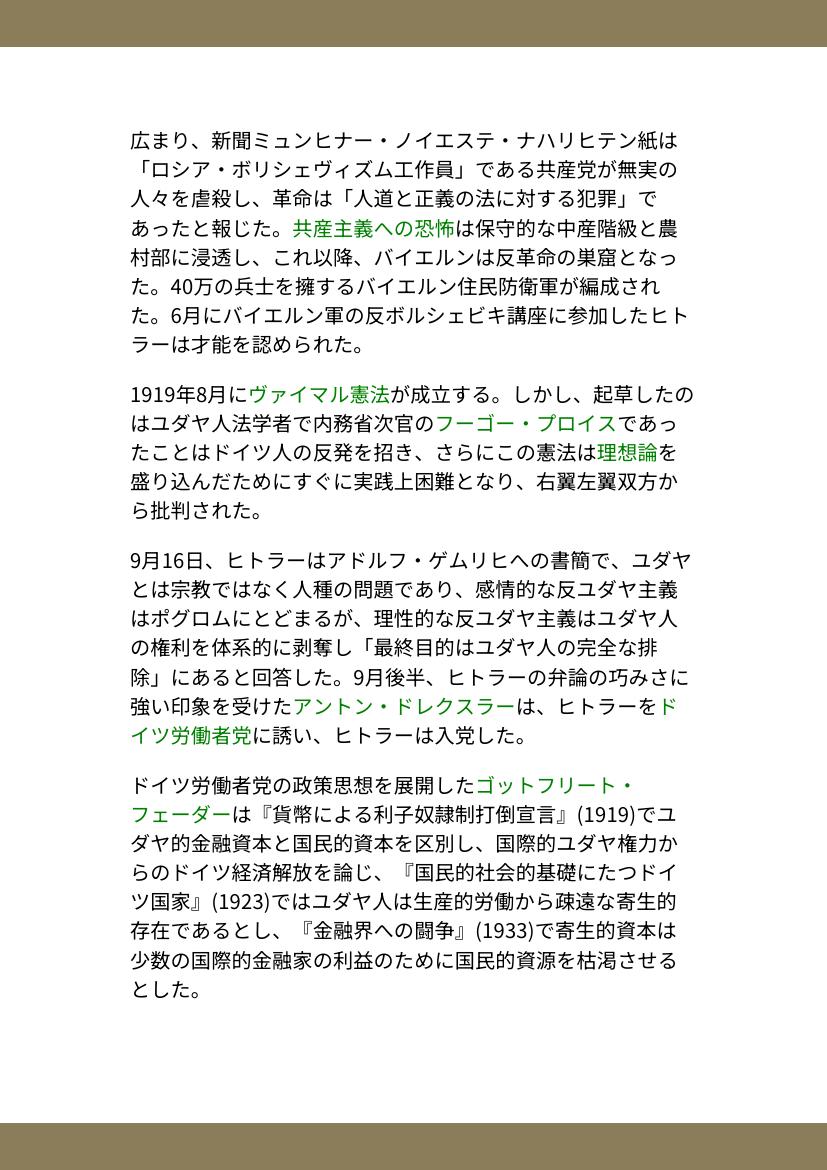 広まり、新聞ミュンヒナー・ノイエステ・ナハリヒテン紙は
「ロシア・ボリシェヴィズム工作員」である共産党が無実の
人々を虐殺し、革命は「人道と正義の法に対する犯罪」で
あったと報じた。共産主義への恐怖は保守的な中産階級と農
村部に浸透し、これ以降、バイエルンは反革命の巣窟となっ
た。40万の兵士を擁するバイエルン住民防衛軍が編成され
た。6月にバイエルン軍の反ボルシェビキ講座に参加したヒト
ラーは才能を認められた。
1919年8月にヴァイマル憲法が成立する。しかし、起草したの
はユダヤ人法学者で内務省次官のフーゴー・プロイスであっ
たことはドイツ人の反発を招き、さらにこの憲法は理想論を
盛り込んだためにすぐに実践上困難となり、右翼左翼双方か
ら批判された。
9月16日、ヒトラーはアドルフ・ゲムリヒへの書簡で、ユダヤ
とは宗教ではなく人種の問題であり、感情的な反ユダヤ主義
はポグロムにとどまるが、理性的な反ユダヤ主義はユダヤ人
の権利を体系的に剥奪し「最終目的はユダヤ人の完全な排
除」にあると回答した。9月後半、ヒトラーの弁論の巧みさに
強い印象を受けたアントン・ドレクスラーは、ヒトラーをド
イツ労働者党に誘い、ヒトラーは入党した。
ドイツ労働者党の政策思想を展開したゴットフリート・
フェーダーは『貨幣による利子奴隷制打倒宣言』(1919)でユ
ダヤ的金融資本と国民的資本を区別し、国際的ユダヤ権力か
らのドイツ経済解放を論じ、『国民的社会的基礎にたつドイ
ツ国家』(1923)ではユダヤ人は生産的労働から疎遠な寄生的
存在であるとし、『金融界への闘争』(1933)で寄生的資本は
少数の国際的金融家の利益のために国民的資源を枯渇させる
とした。